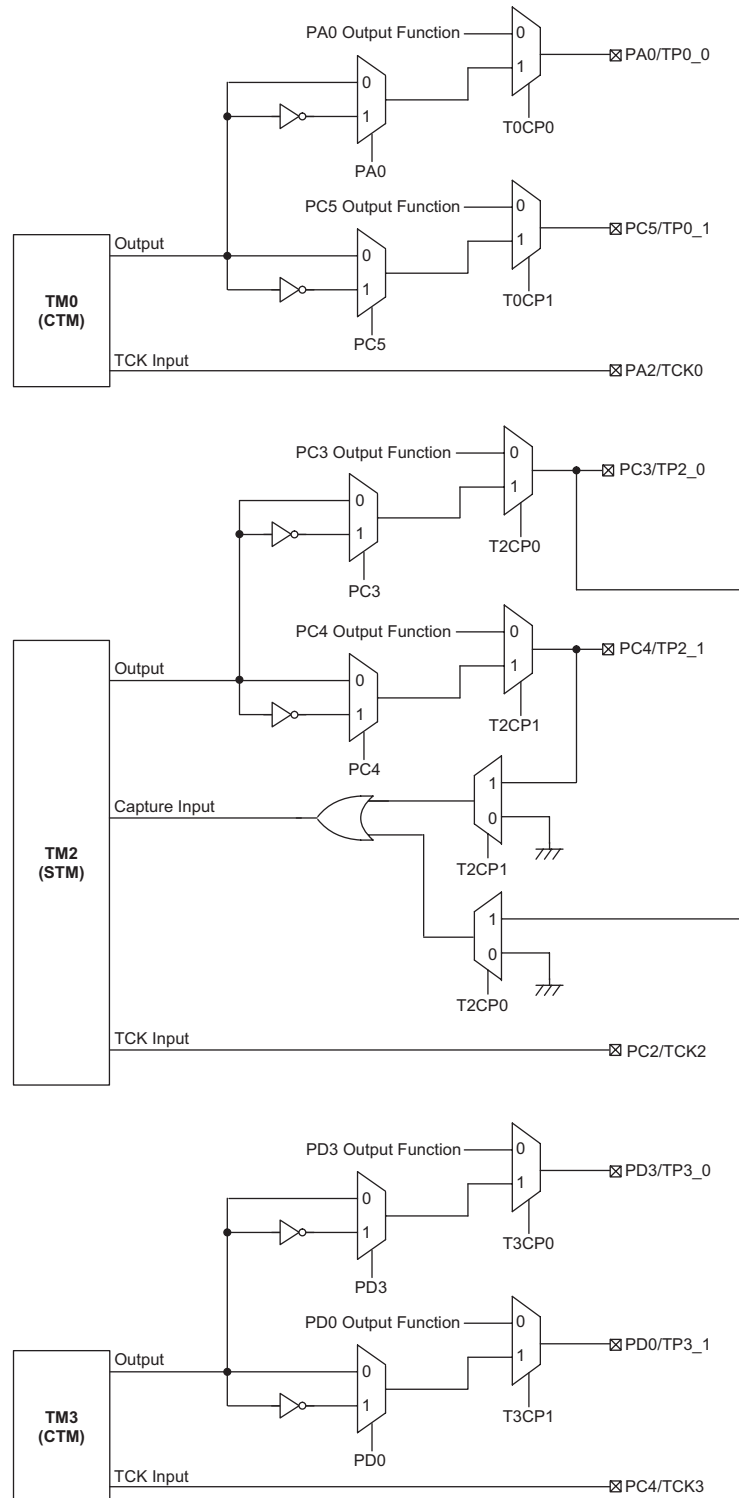 PA0 Output Function
0
1
PA0/TP0_0
0
1
T0CP0
PA0
PC5 Output Function
0
1
PC5/TP0_1
Output
0
1
T0CP1
TM0
(CTM)
PC5
TCK Input
PA2/TCK0
PC3 Output Function
0
1
PC3/TP2_0
0
1
T2CP0
PC3
PC4 Output Function
0
1
PC4/TP2_1
Output
0
1
T2CP1
PC4
1
Capture Input
0
T2CP1
TM2
(STM)
1
0
T2CP0
TCK Input
PC2/TCK2
PD3 Output Function
0
1
PD3/TP3_0
0
1
T3CP0
PD3
PD0 Output Function
0
1
PD0/TP3_1
Output
0
1
T3CP1
TM3
(CTM)
PD0
TCK Input
PC4/TCK3